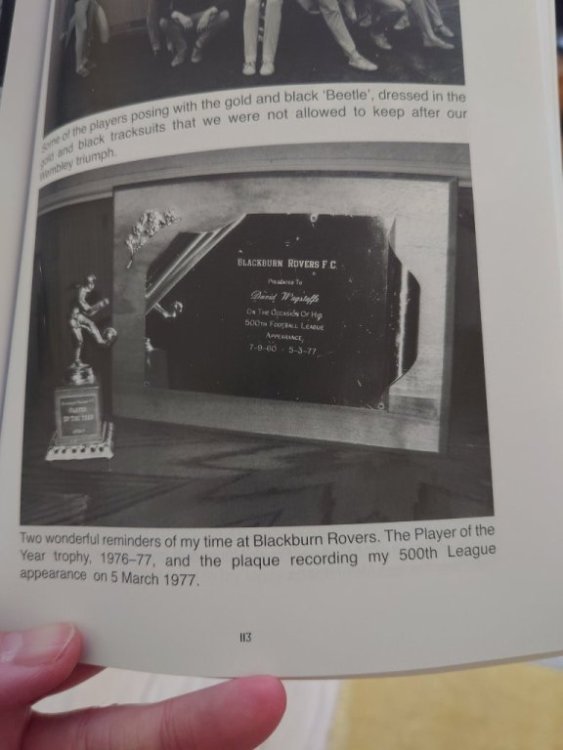 Some of the players posing with the gold and black 'Beetle', dressed in the
gold and black tracksuits that we were not allowed to keep after our
Wembley triumph.
BLACKBURN ROVERS F.C.
Presented To
David Wagstaffe
ON THE OCCASION OF HIS
500TH FOOTBALL LEAGUE
APPEARANCE
7-9-60 - 5-3-77
PLAYER
OF THE YEAR
Two wonderful reminders of my time at Blackburn Rovers. The Player of the
Year trophy, 1976–77, and the plaque recording my 500th League
appearance on 5 March 1977.
113